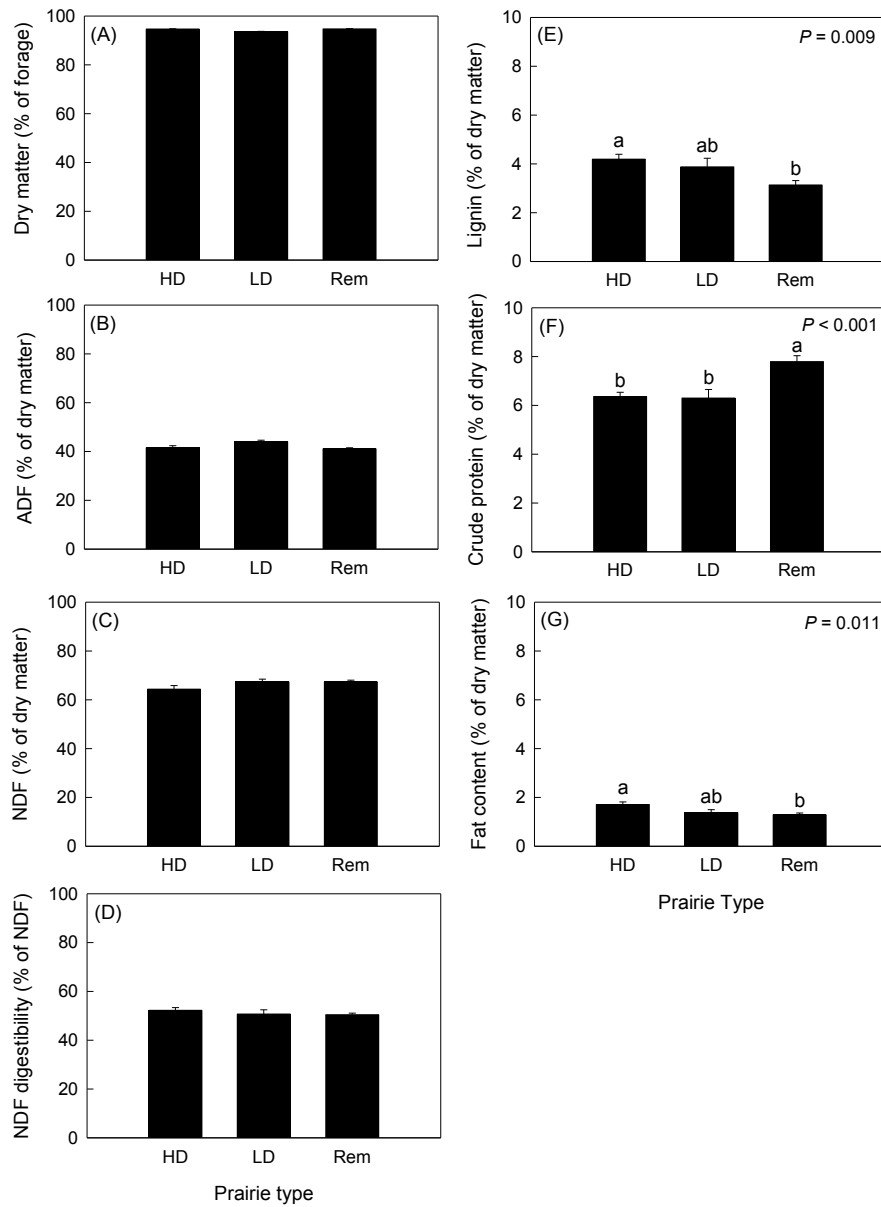 (A)
Dry matter (% of forage)
100
80
60
40
20
0
HD LD Rem
(B)
ADF (% of dry matter)
100
80
60
40
20
0
HD LD Rem
(C)
NDF (% of dry matter)
100
80
60
40
20
0
HD LD Rem
(D)
NDF digestibility (% of NDF)
100
80
60
40
20
0
HD LD Rem
Prairie type
(E)
P = 0.009
Lignin (% of dry matter)
10
8
6
4
2
0
a ab b
HD LD Rem
(F)
P < 0.001
Crude protein (% of dry matter)
10
8
6
4
2
0
b b a
HD LD Rem
(G)
P = 0.011
Fat content (% of dry matter)
10
8
6
4
2
0
a ab b
HD LD Rem
Prairie Type